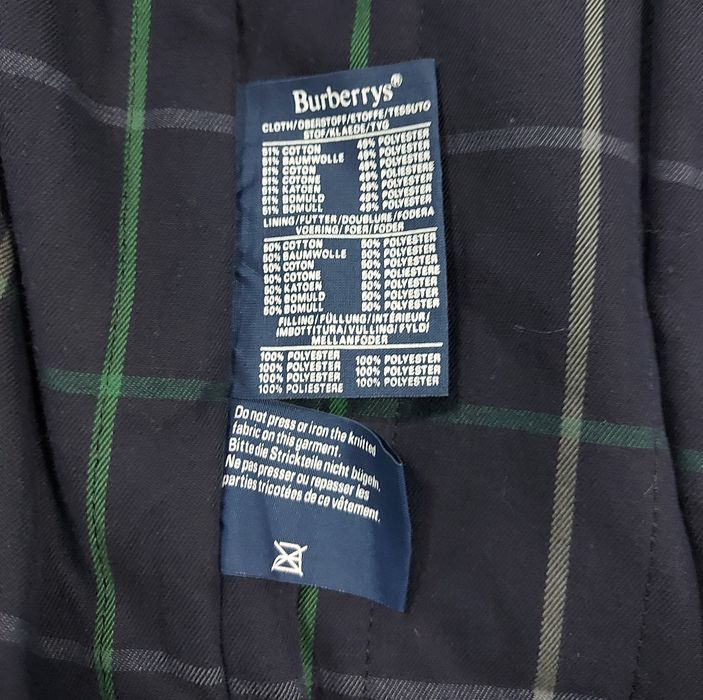 Burberrys®
CLOTH/OBERSTOFF/ETOFFE/TESSUTO
STOF/KLAEDE/TYG
51% COTTON 49% POLYESTER
51% BAUMWOLLE 49% POLYESTER
51% COTON 49% POLYESTER
51% COTONE 49% POLIESTERE
51% KATOEN 49% POLYESTER
51% BOMULD 49% POLYESTER
51% BOMULL 49% POLYESTER
LINING/FUTTER/DOUBLURE/FODERA
VOERING/FOER/FODER
50% COTTON 50% POLYESTER
50% BAUMWOLLE 50% POLYESTER
50% COTON 50% POLYESTER
50% COTONE 50% POLIESTERE
50% KATOEN 50% POLYESTER
50% BOMULD 50% POLYESTER
50% BOMULL 50% POLYESTER
FILLING/FÜLLUNG/INTÉRIEUR/
IMBOTTITURA/VULLING/FYLD/
MELLANFODER
100% POLYESTER 100% POLYESTER
100% POLYESTER 100% POLYESTER
100% POLYESTER 100% POLYESTER
100% POLIESTERE
Do not press or iron the knitted
fabric on this garment.
Bitte die Strickteile nicht bügeln.
Ne pas presser ou repasser les
parties tricotées de ce vêtement.